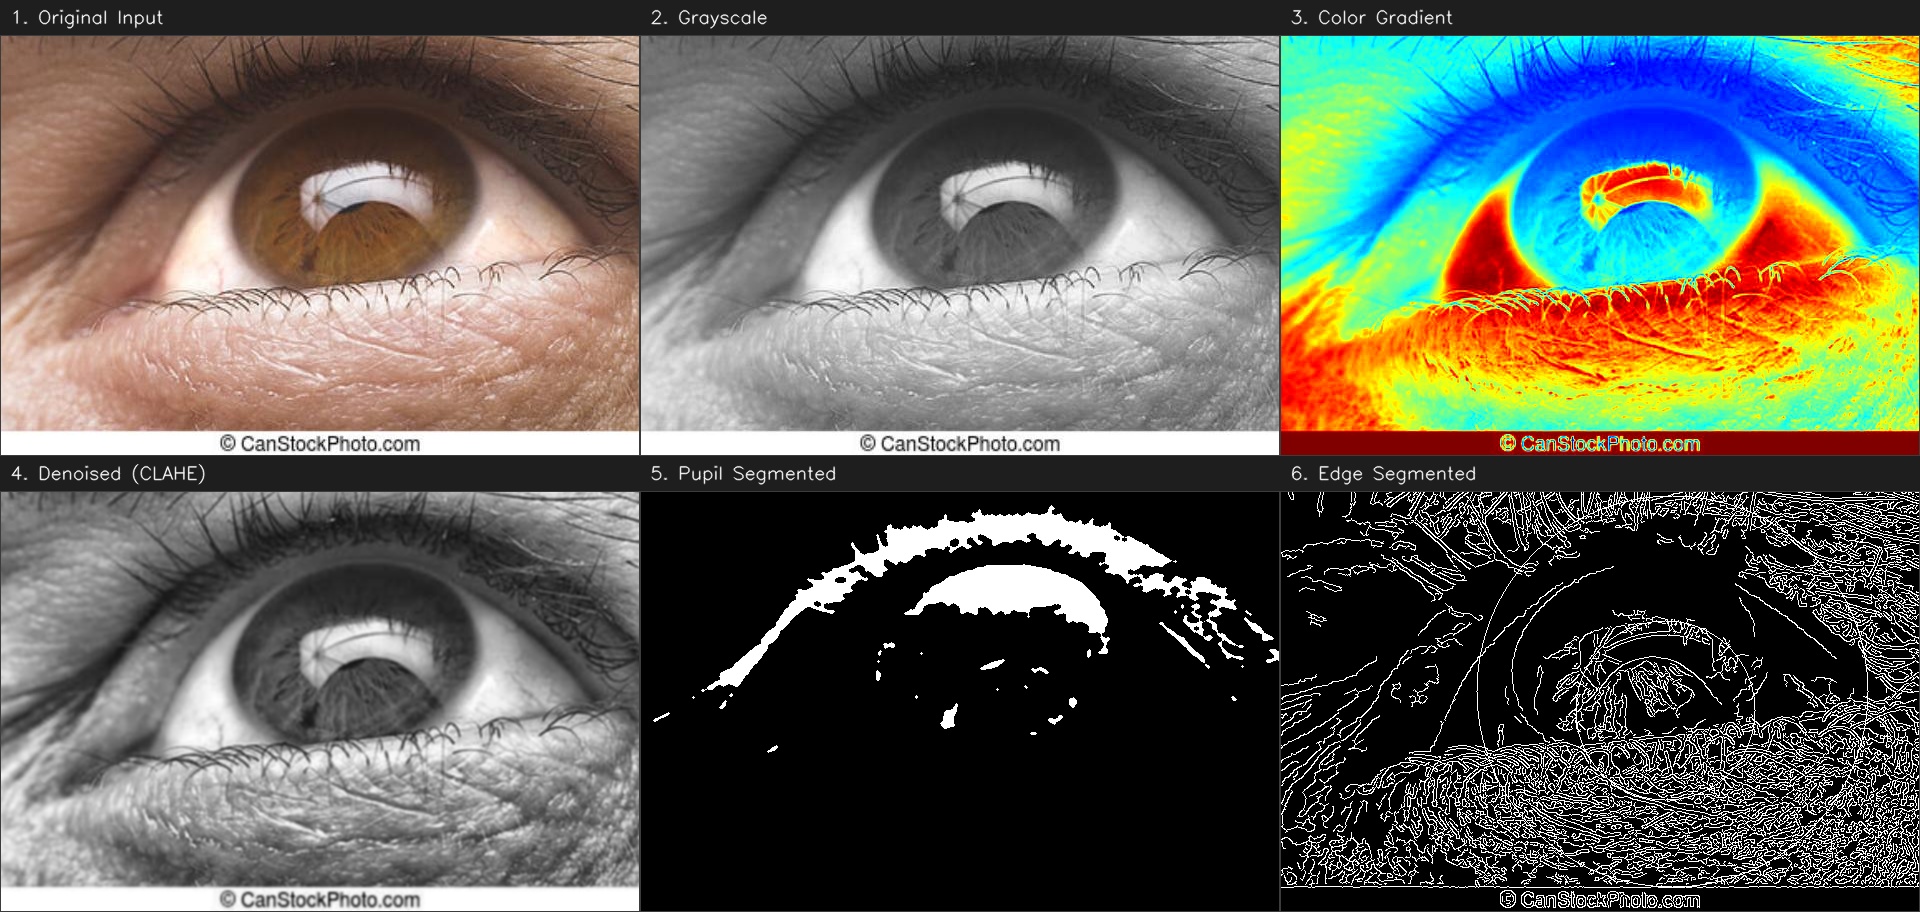 1. Original Input
2. Grayscale
3. Color Gradient
© CanStockPhoto.com
© CanStockPhoto.com
© CanStockPhoto.com
4. Denoised (CLAHE)
5. Pupil Segmented
6. Edge Segmented
© CanStockPhoto.com
© CanStockPhoto.com